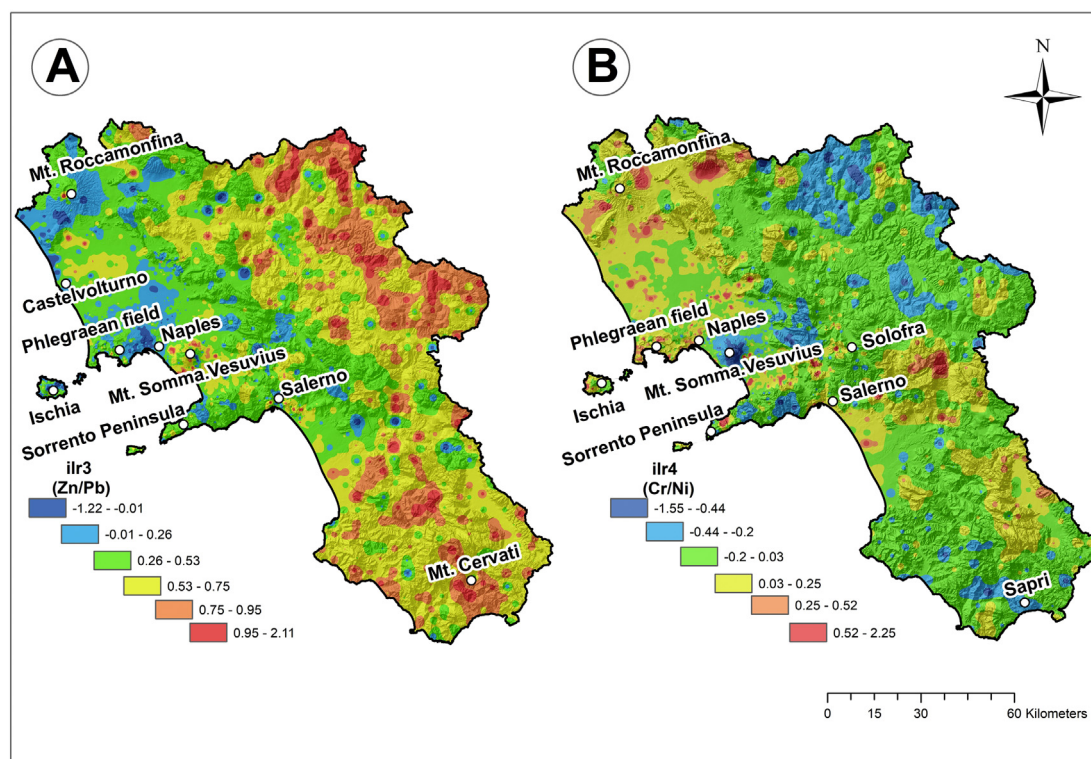 A
B
N
Mt. Roccamonfina
Castelvolturno
Phlegraean field
Naples
Mt. Somma.Vesuvius
Ischia
Salerno
Sorrento Peninsula
Mt. Cervati
ilr3
(Zn/Pb)
-1.22 - -0.01
-0.01 - 0.26
0.26 - 0.53
0.53 - 0.75
0.75 - 0.95
0.95 - 2.11
Mt. Roccamonfina
Phlegraean field
Naples
Solofra
Mt. Somma.Vesuvius
Ischia
Salerno
Sorrento Peninsula
Sapri
ilr4
(Cr/Ni)
-1.55 - -0.44
-0.44 - -0.2
-0.2 - 0.03
0.03 - 0.25
0.25 - 0.52
0.52 - 2.25
0 15 30 60 Kilometers